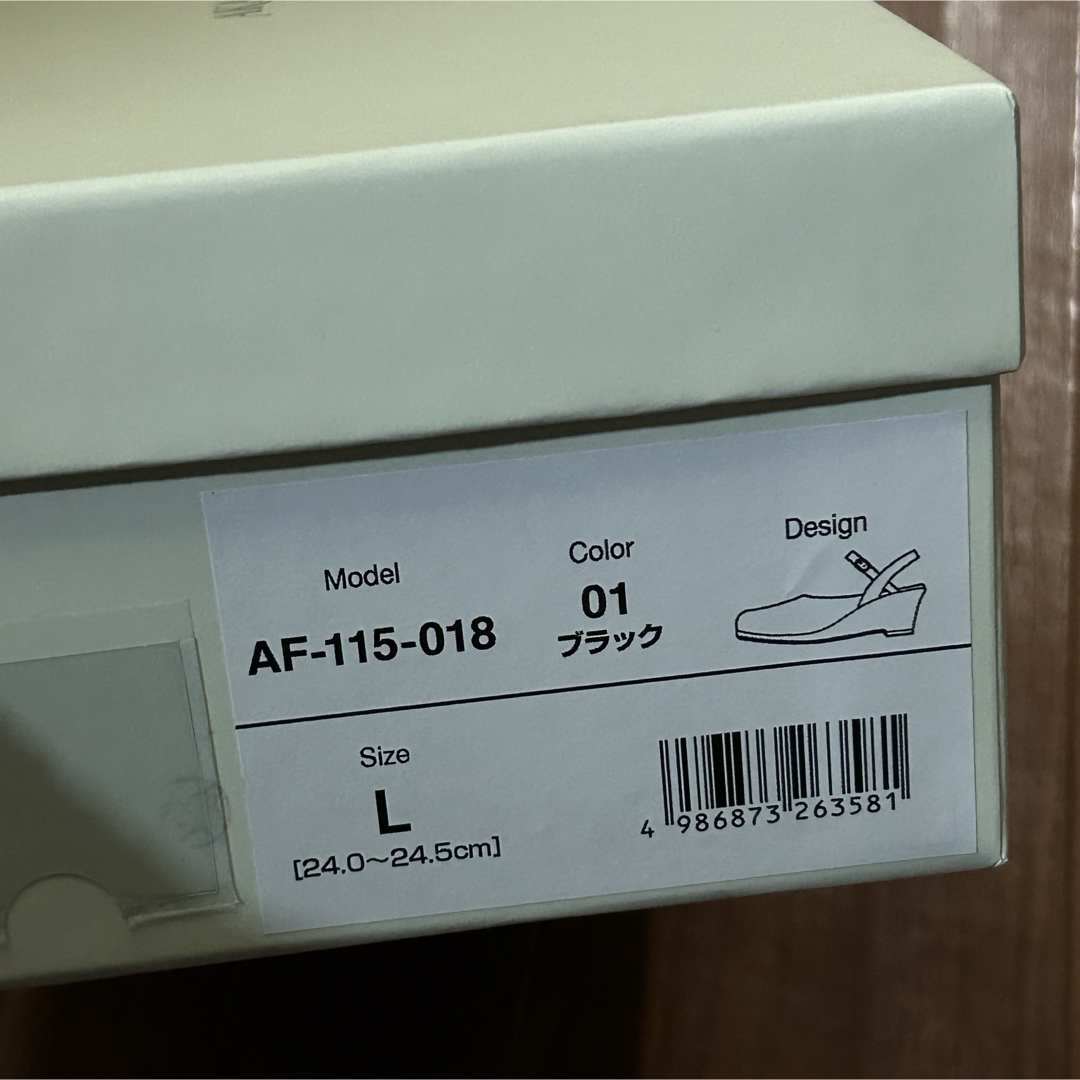 Model
Color
Design
AF-115-018
01
ブラック
Size
L
[24.0～24.5cm]
4 986873 263581